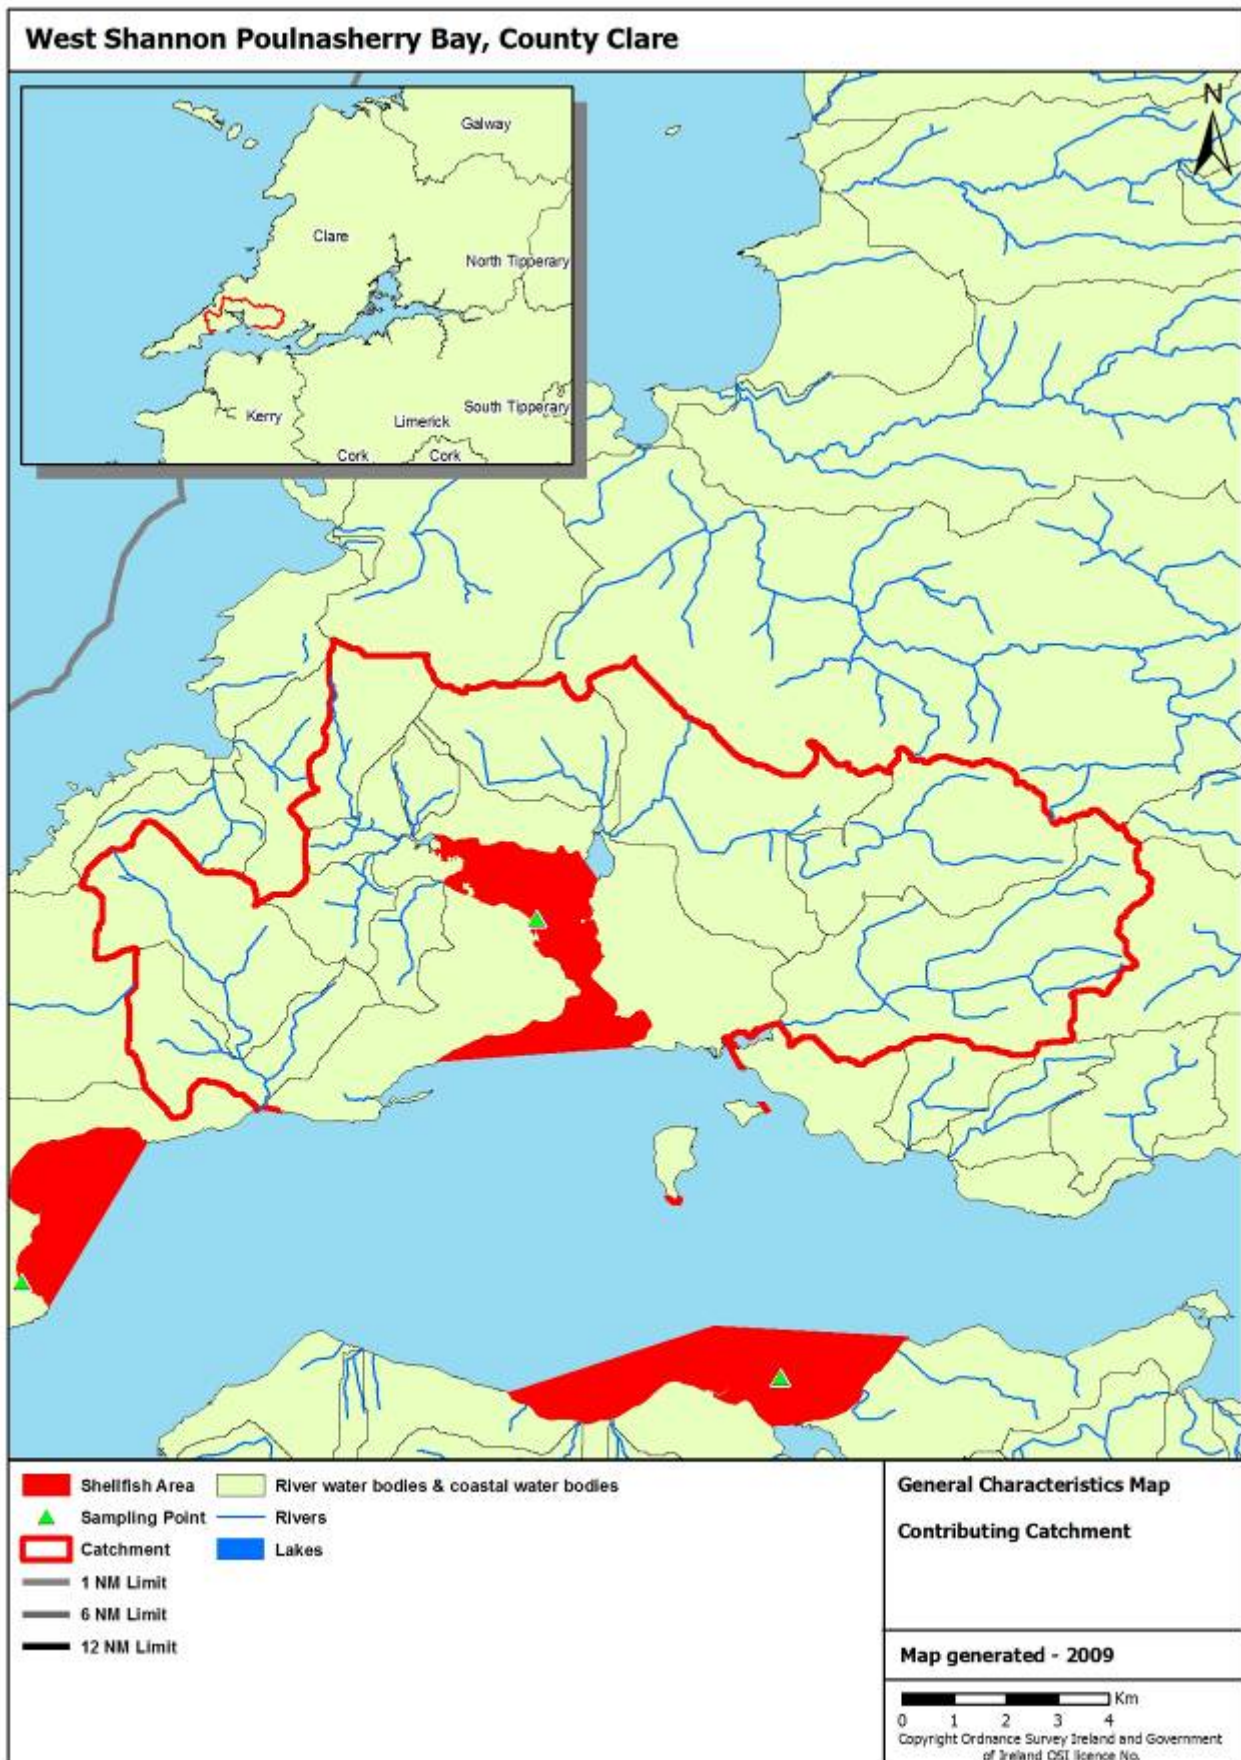 West Shannon Poulnasherry Bay, County Clare
N
Galway
Clare
North Tipperary
Kerry
Limerick
South Tipperary
Cork
Cork
Shellfish Area
River water bodies & coastal water bodies
Sampling Point
Rivers
Catchment
Lakes
1 NM Limit
6 NM Limit
12 NM Limit
General Characteristics Map
Contributing Catchment
Map generated - 2009
Km
0 1 2 3 4
Copyright Ordnance Survey Ireland and Government
of Ireland OSI licence No.